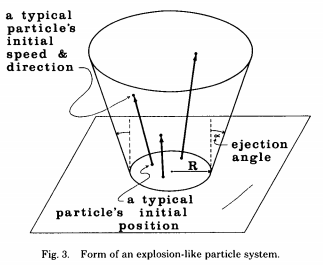 a typical
particle's
initial
speed &
direction
α
ejection
angle
R
a typical
particle's initial
position
Fig. 3. Form of an explosion-like particle system.